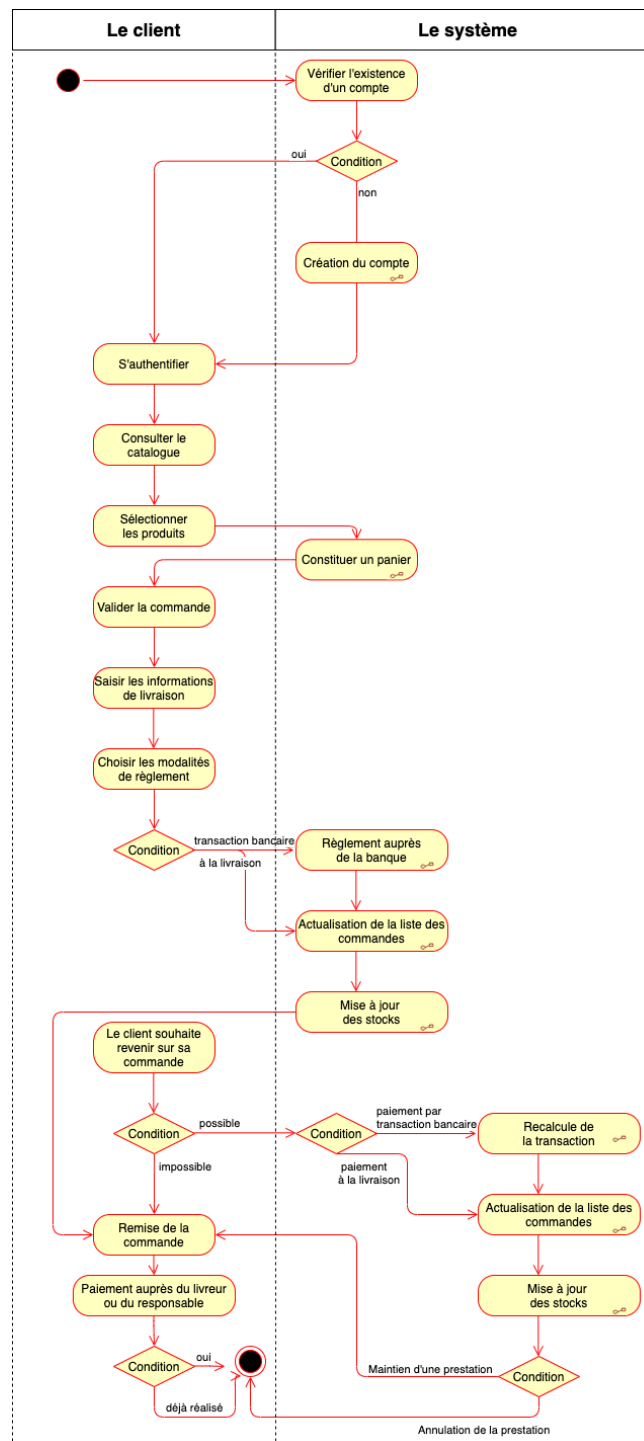 Le client
Le système
Vérifier l'existence
d'un compte
oui
Condition
non
Création du compte
S'authentifier
Consulter le
catalogue
Sélectionner
les produits
Constituer un panier
Valider la commande
Saisir les informations
de livraison
Choisir les modalités
de règlement
Condition
transaction bancaire
à la livraison
Règlement auprès
de la banque
Actualisation de la liste des
commandes
Mise à jour
des stocks
Le client souhaite
revenir sur sa
commande
Condition
possible
impossible
Condition
paiement par
transaction bancaire
paiement
à la livraison
Recalcule de
la transaction
Actualisation de la liste des
commandes
Remise de la
commande
Mise à jour
des stocks
Paiement auprès du livreur
ou du responsable
Condition
oui
déjà réalisé
Maintien d'une prestation
Condition
Annulation de la prestation